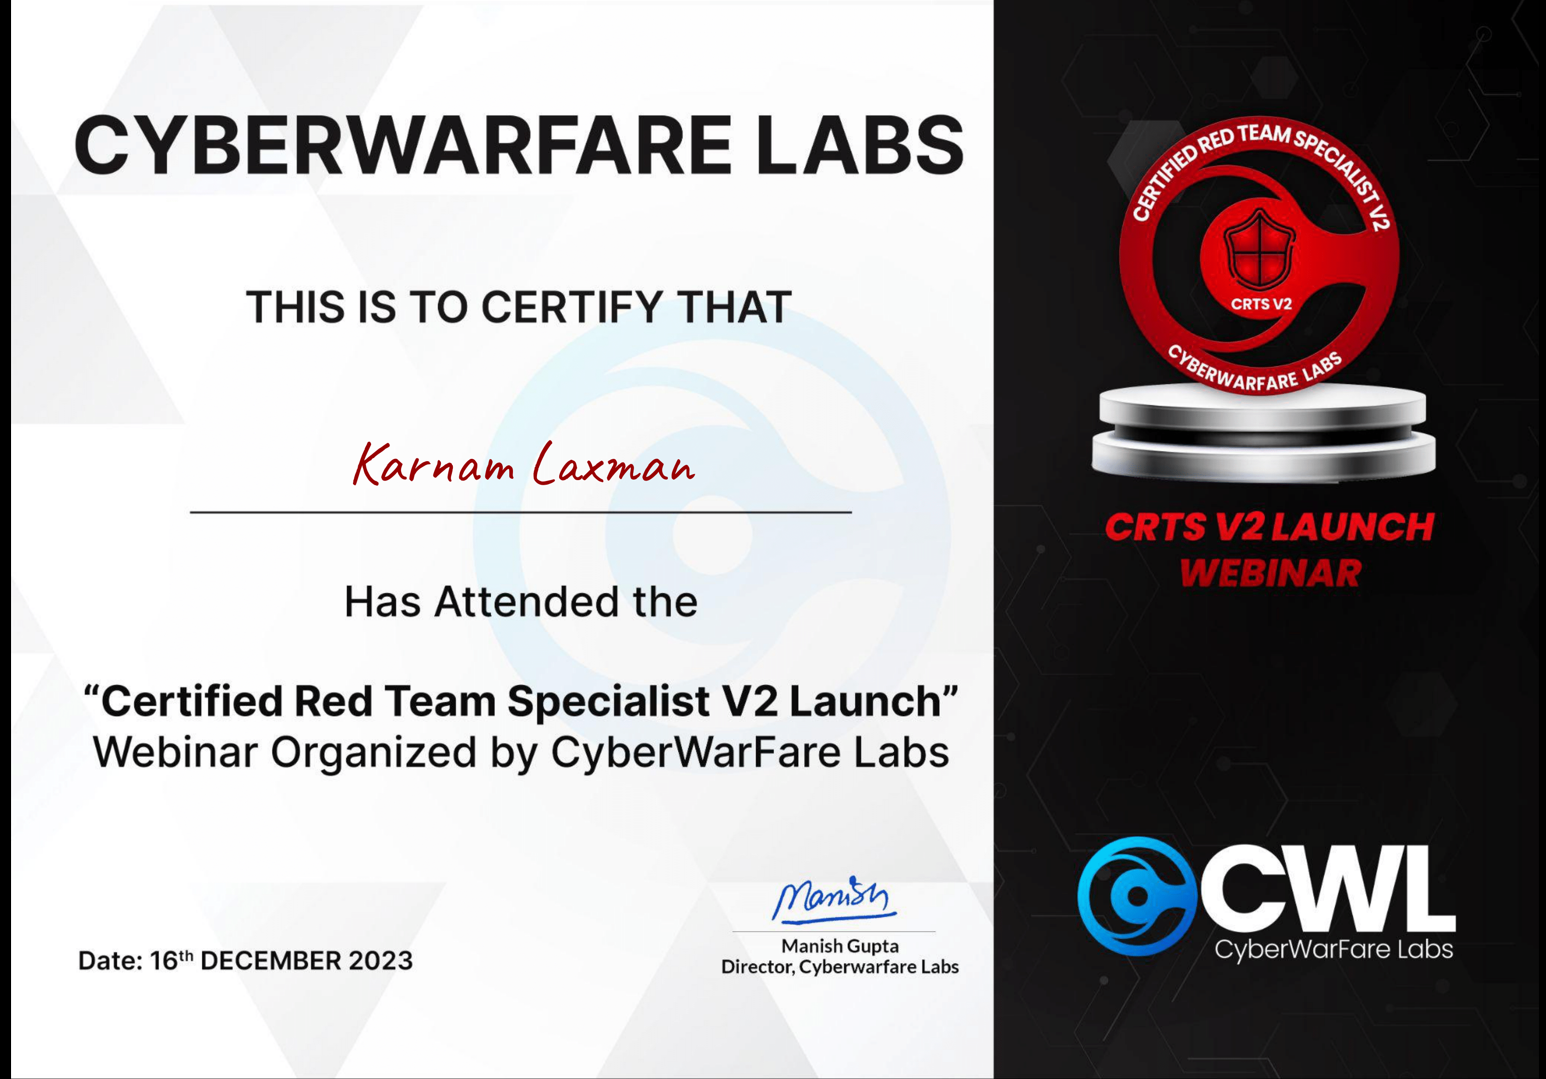 CYBERWARFARE LABS
THIS IS TO CERTIFY THAT
Karnam Laxman
Has Attended the
“Certified Red Team Specialist V2 Launch”
Webinar Organized by CyberWarFare Labs
Date: 16th DECEMBER 2023
Manish
Manish Gupta
Director, Cyberwarfare Labs
CERTIFIED RED TEAM SPECIALIST V2
CRTS V2
CYBERWARFARE LABS
CRTS V2 LAUNCH
WEBINAR
CWL
CyberWarFare Labs